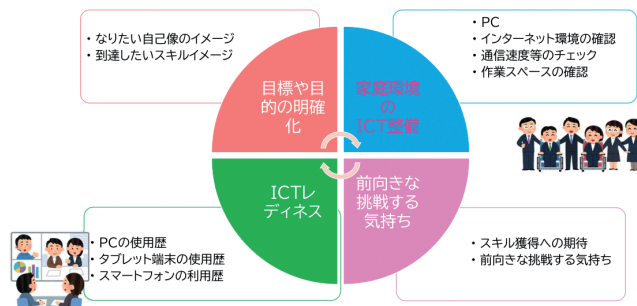 ・なりたい自己像のイメージ
・到達したいスキルイメージ
目標や目
的の明確
化
・PC
・インターネット環境の確認
・通信速度等のチェック
・作業スペースの確認
家庭環境
の
ICT整備
ICTレ
ディネス
・PCの使用歴
・タブレット端末の使用歴
・スマートフォンの利用歴
前向きな
挑戦する
気持ち
・スキル獲得への期待
・前向きな挑戦する気持ち